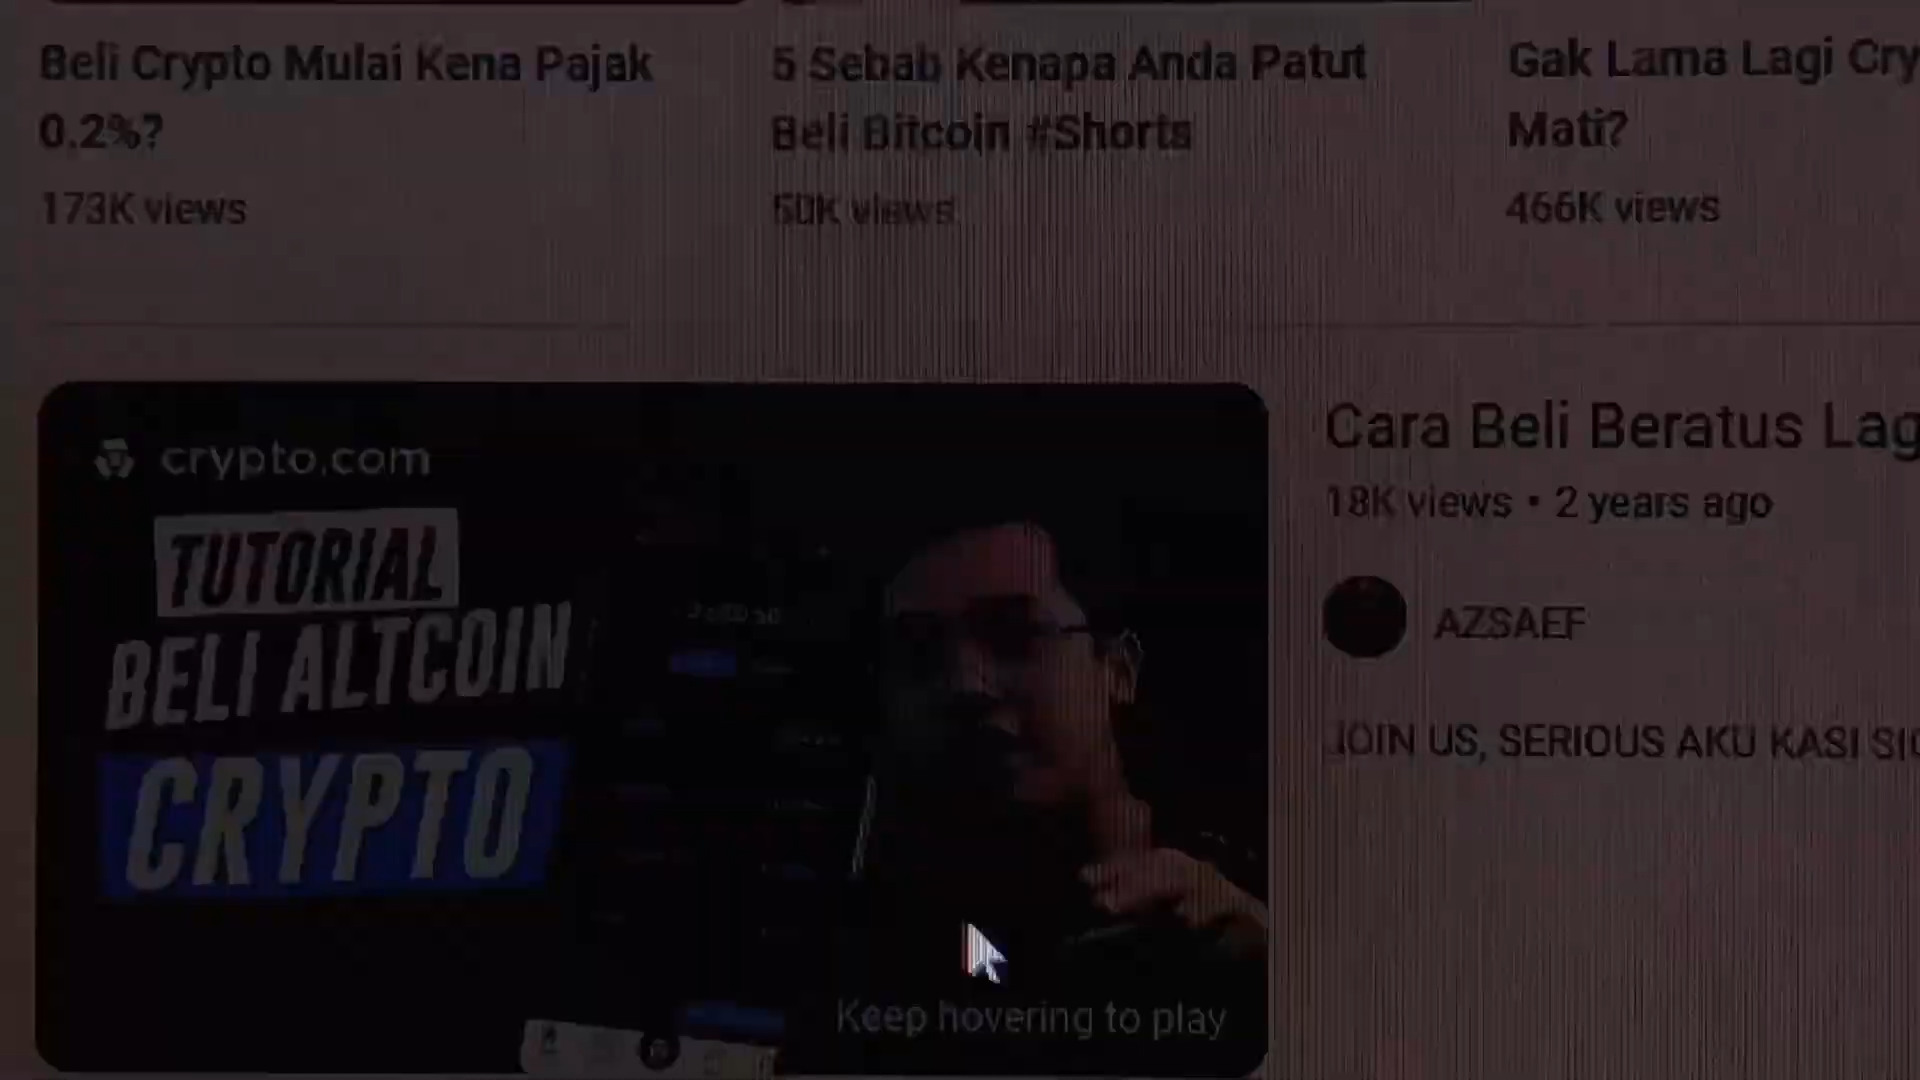 Beli Crypto Mulai Kena Pajak
0.2%?
173K views
5 Sebab Kenapa Anda Patut
Beli Bitcoin #Shorts
50K views
Gak Lama Lagi Cry
Mati?
466K views
crypto.com
TUTORIAL
BELI ALTCOIN
CRYPTO
Keep hovering to play
Cara Beli Beratus Lag
18K views • 2 years ago
AZSAEF
JOIN US, SERIOUS AKU KASI SIG